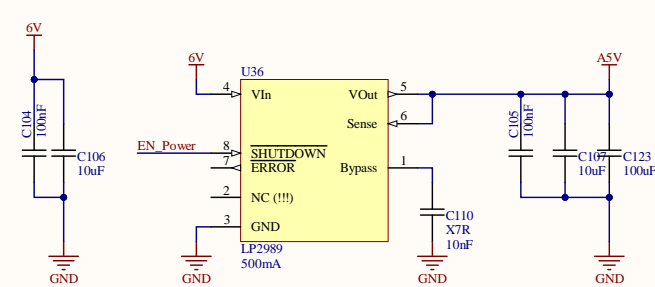 6V
C104
100nF
C106
10uF
GND
6V
U36
4
VIn
VOut
5
Sense
6
EN_Power
8
SHUTDOWN
7
ERROR
Bypass
1
2
NC (!!!)
3
GND
LP2989
500mA
GND
C110
X7R
10nF
GND
A5V
C105
100nF
C107
10uF
C123
100uF
GND